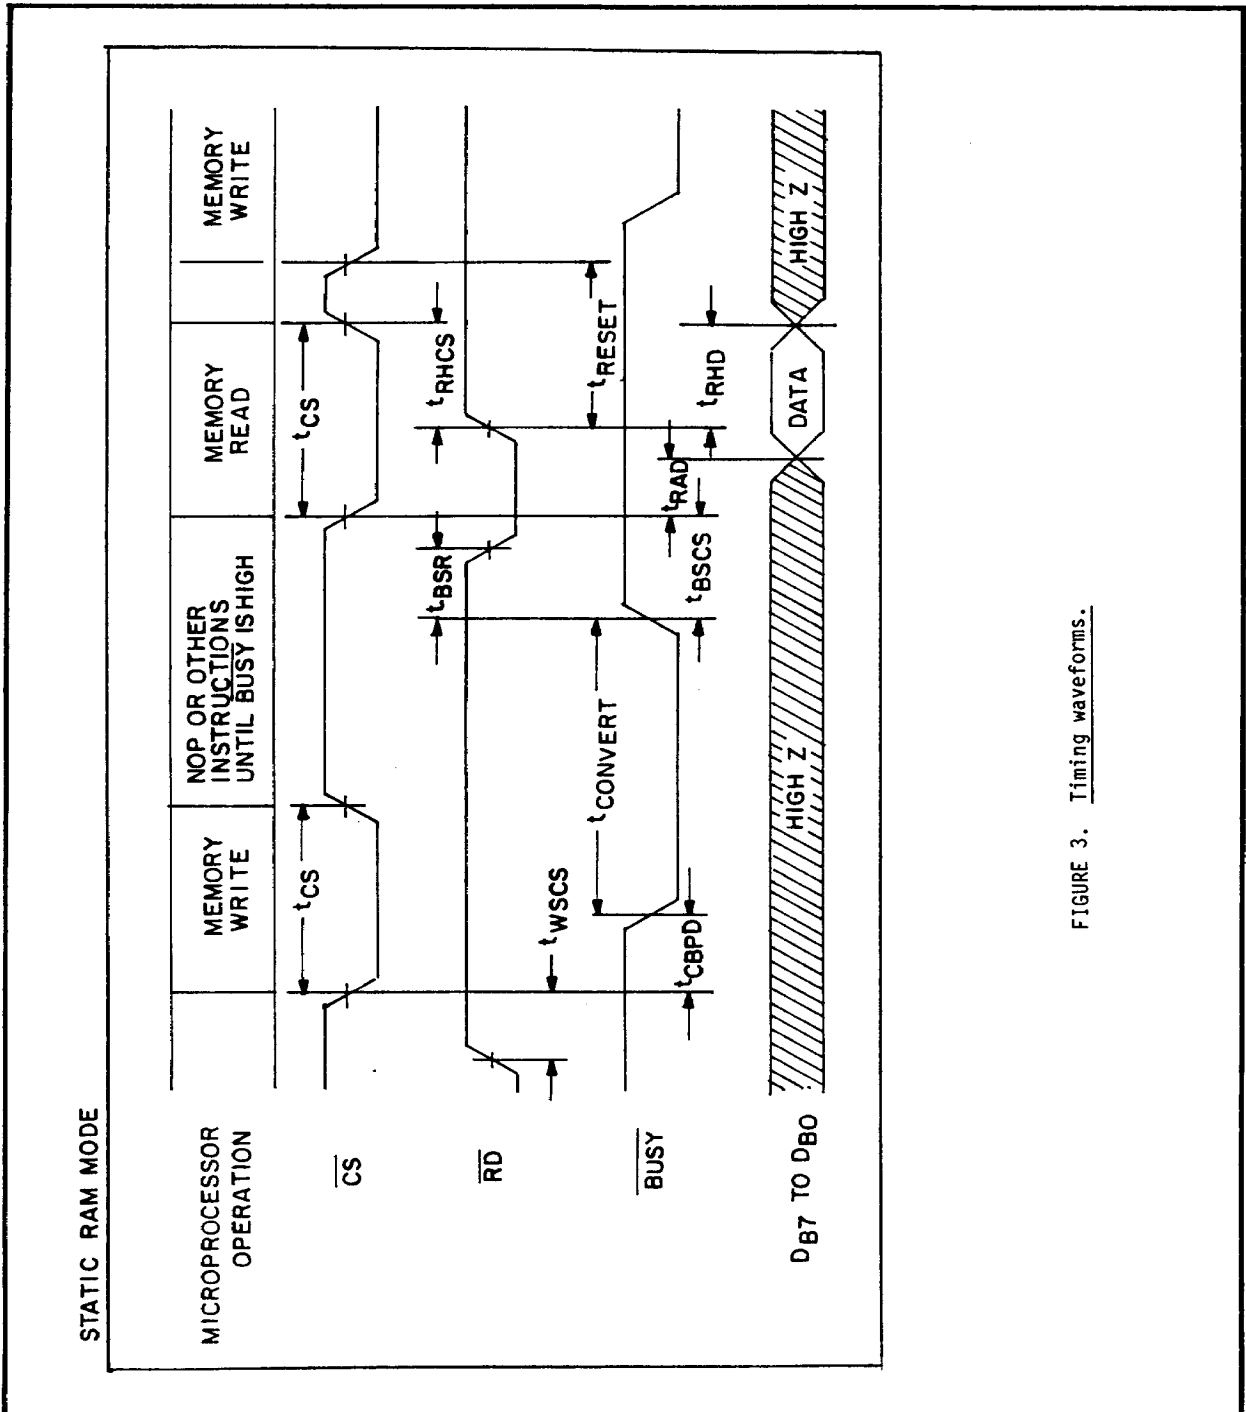 STATIC RAM MODE
MICROPROCESSOR
OPERATION
MEMORY
WRITE
NOP OR OTHER
INSTRUCTIONS
UNTIL BUSY IS HIGH
MEMORY
READ
MEMORY
WRITE
CS
tCS
tCS
RD
tWSCS
tBSR
tRHCS
BUSY
tCBPD
tCONVERT
tBSCS
tRAD
tRESET
tRHD
DB7 TO DB0
HIGH Z
DATA
HIGH Z
FIGURE 3. Timing waveforms.